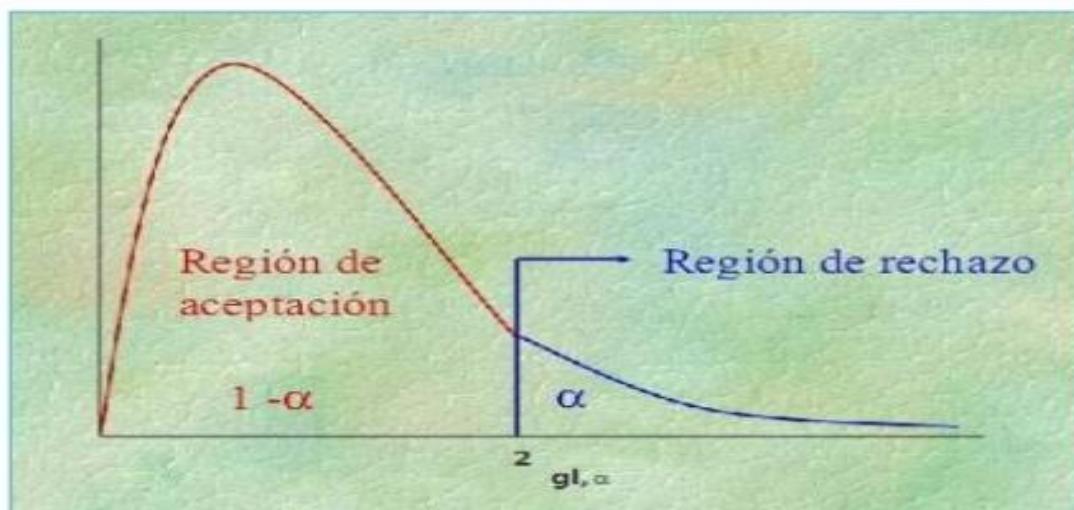 Región de
aceptación
Región de rechazo
1 -α
α
2
gl, α